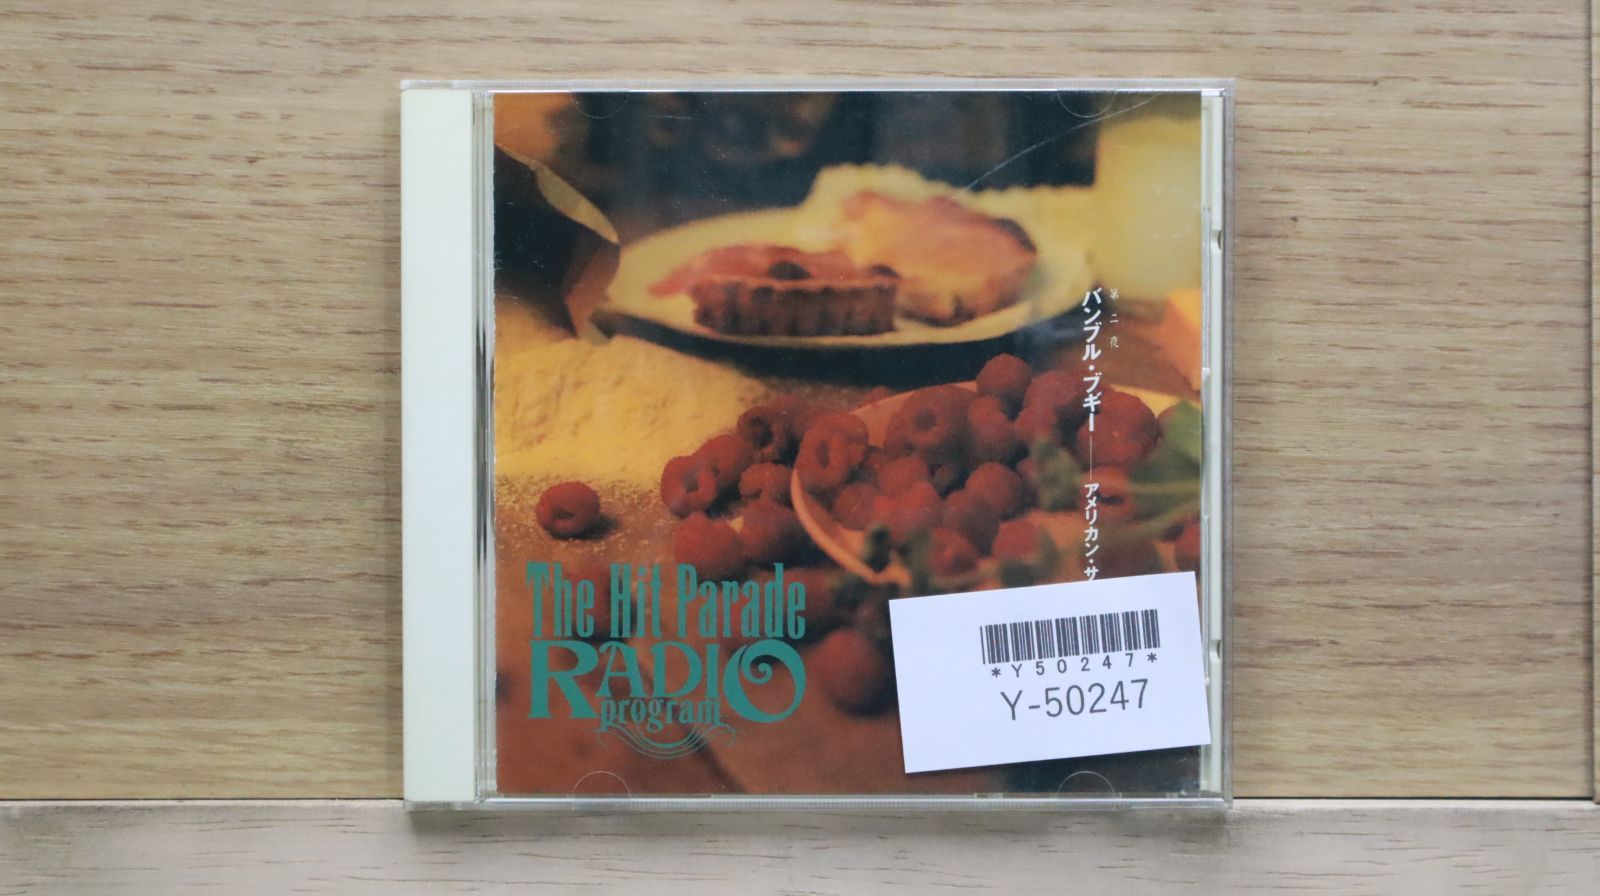 第二夜
バンブル・ブギー――アメリカン・サ
The Hit Parade
RADIO
program
*Y50247*
Y-50247